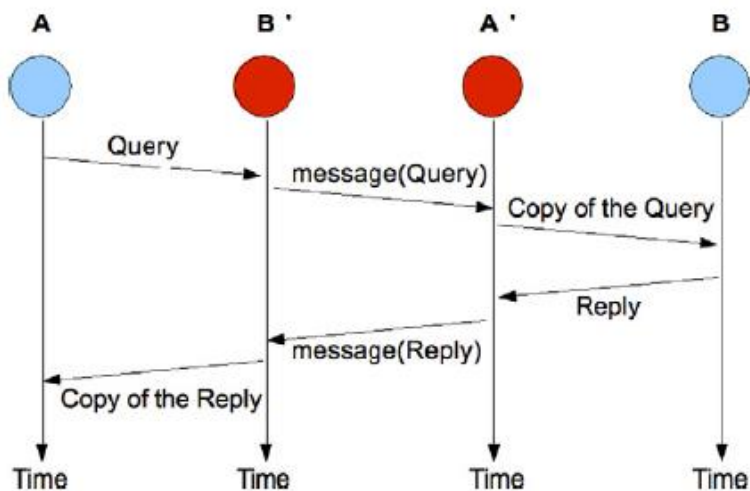 A
B '
A '
B
Query
message(Query)
Copy of the Query
Reply
message(Reply)
Copy of the Reply
Time
Time
Time
Time